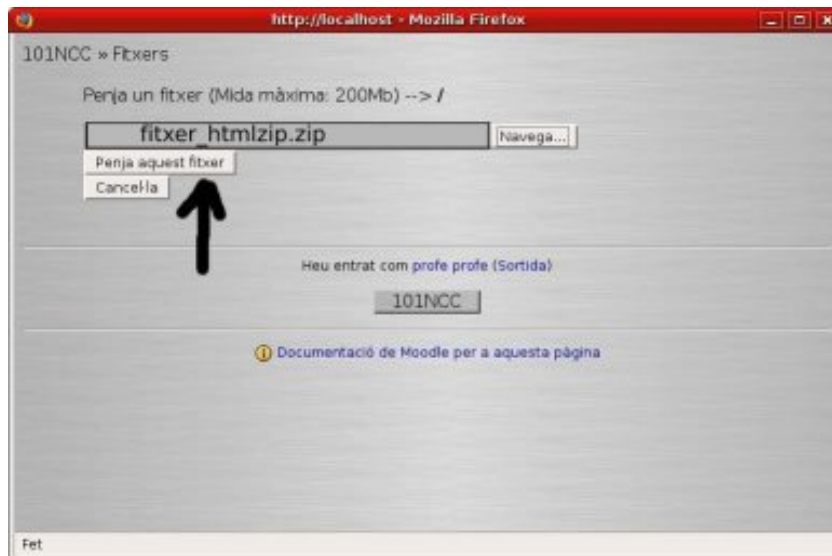 http://localhost - Mozilla Firefox
101NCC » Fitxers
Penja un fitxer (Mida màxima: 200Mb) --> /
fitxer_htmlzip.zip Navega...
Penja aquest fitxer
Cancel·la
Heu entrat com profe profe (Sortida)
101NCC
Documentació de Moodle per a aquesta pàgina
Fet